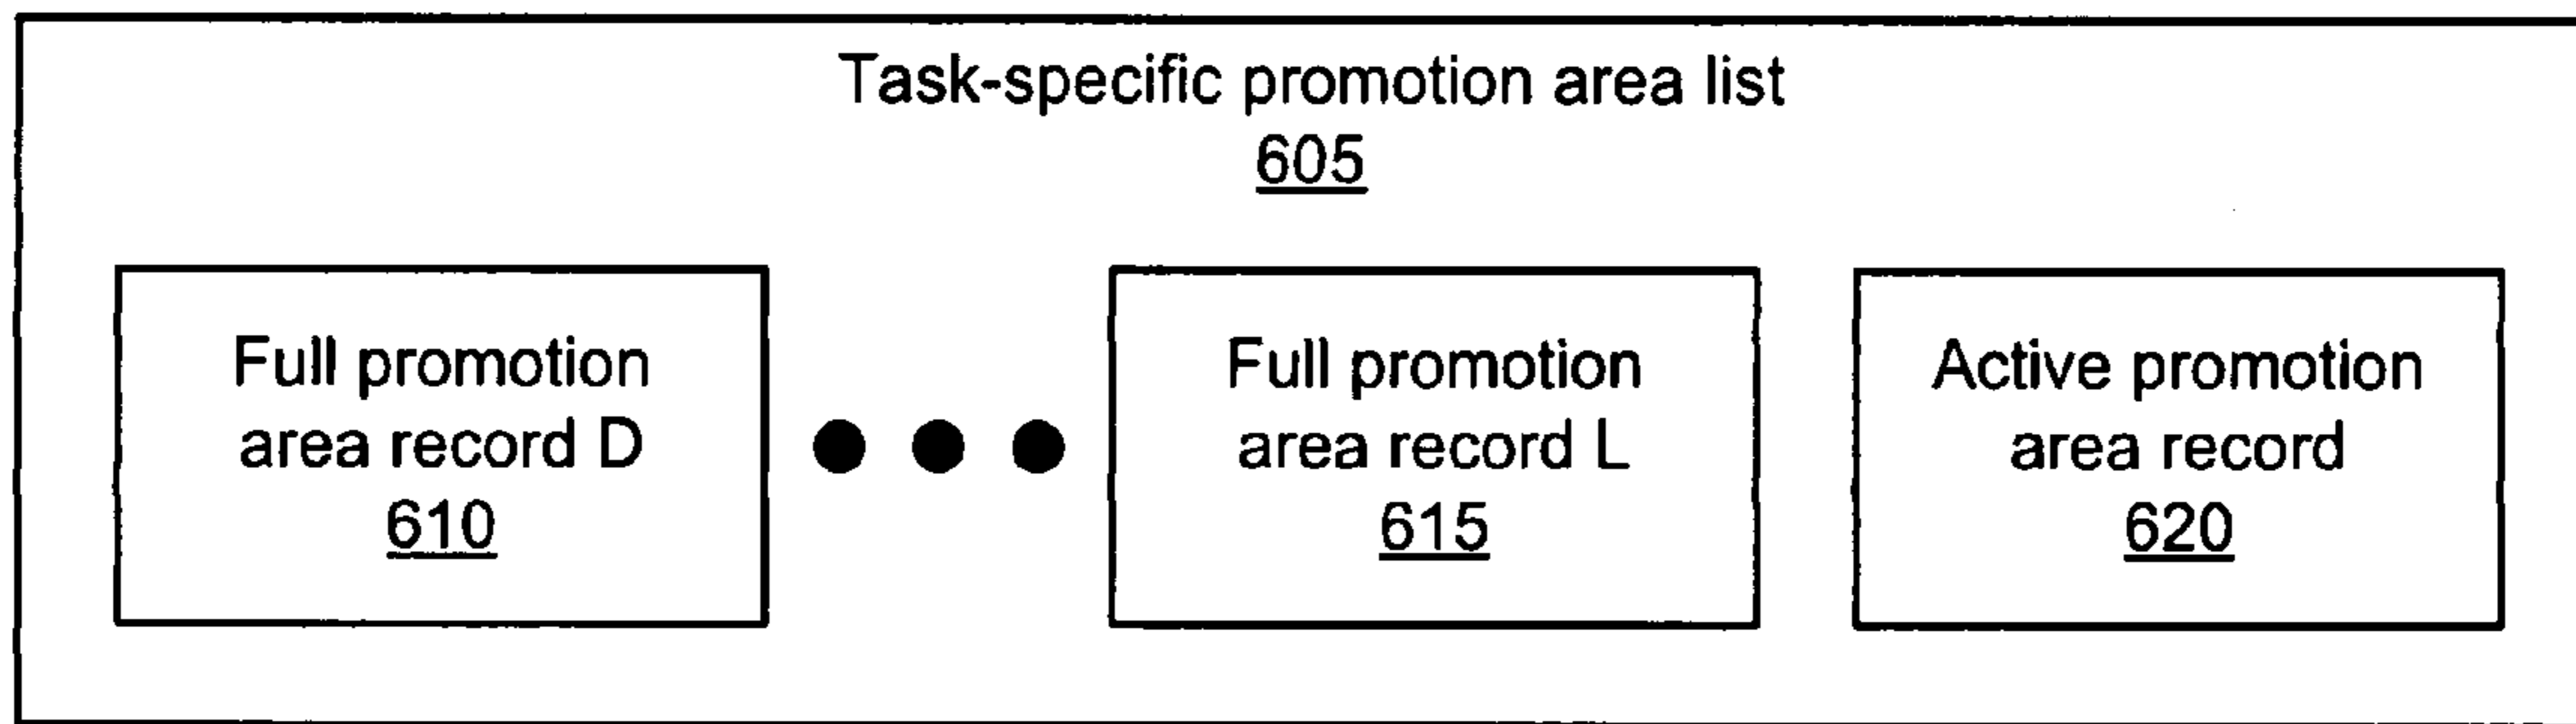 Task-specific promotion area list
605
Full promotion
area record D
610
Full promotion
area record L
615
Active promotion
area record
620